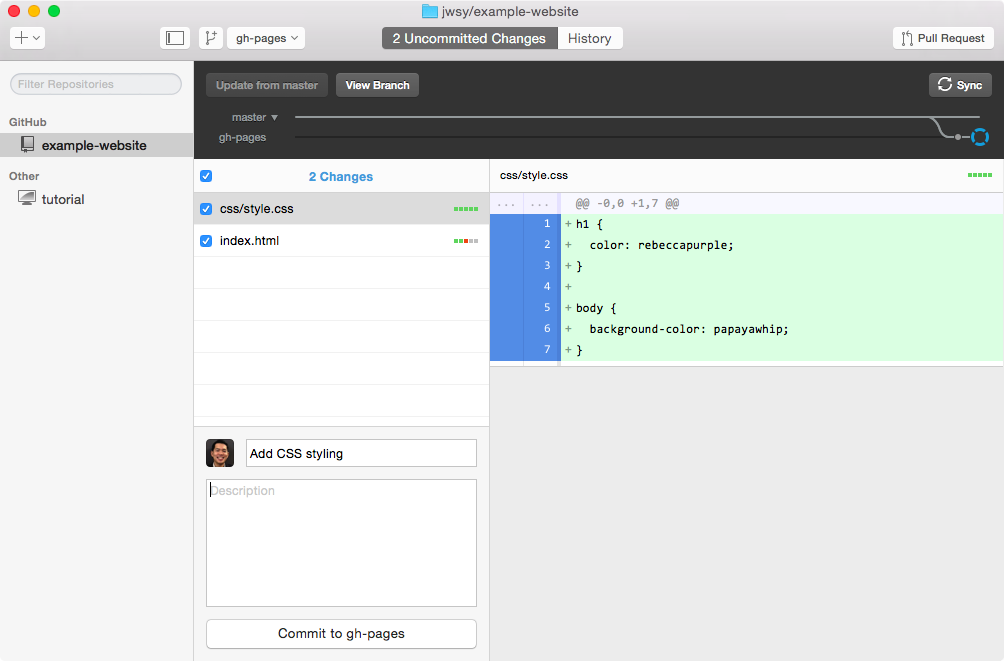 jwsy/example-website
gh-pages
2 Uncommitted Changes
History
Pull Request
Filter Repositories
GitHub
example-website
Other
tutorial
Update from master
View Branch
Sync
master
gh-pages
2 Changes
css/style.css
index.html
Add CSS styling
Description
Commit to gh-pages
css/style.css
... ... @@ -0,0 +1,7 @@
1 + h1 {
2 + color: rebeccapurple;
3 + }
4 +
5 + body {
6 + background-color: papayawhip;
7 + }